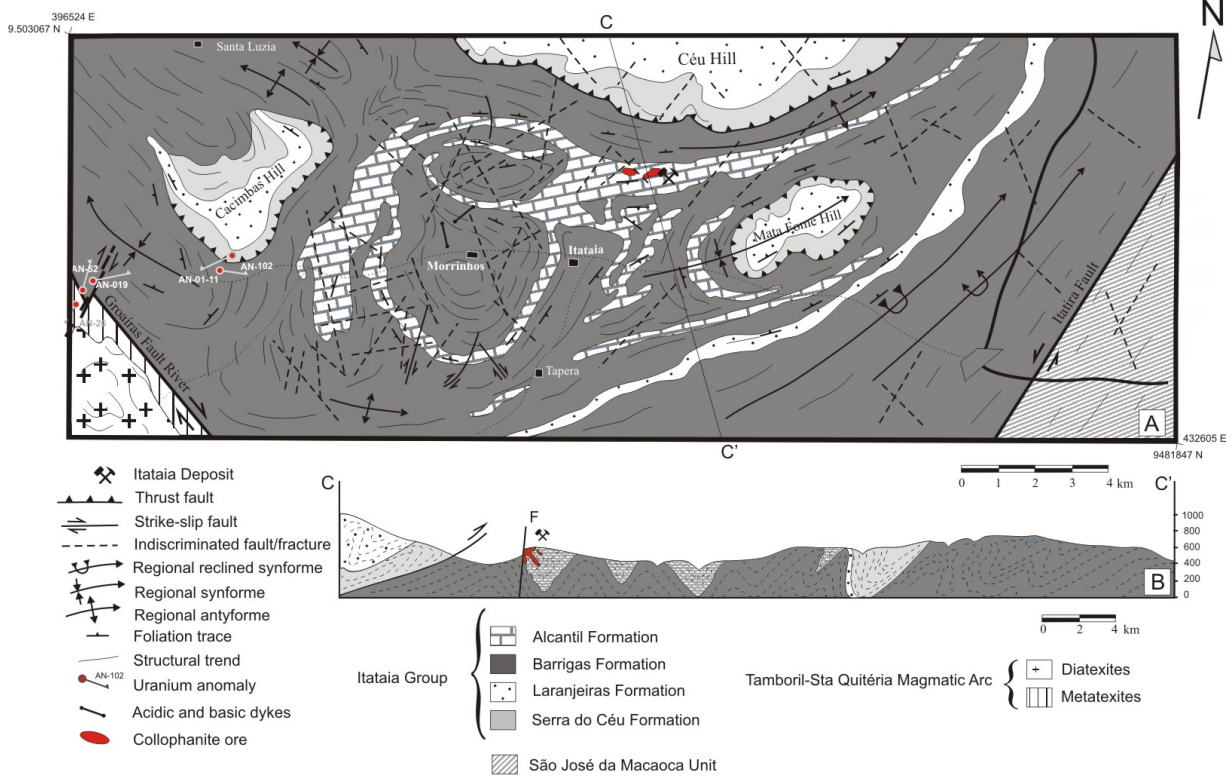 396524 E
9.503067 N
C
N
Santa Luzia
Céu Hill
Cacimbas Hill
Mata Fome Hill
Morrinhos
Itataia
AN-102
AN-01-11
AN-52
AN-019
Groaíras Fault River
Itatira Fault
Tapera
A
C'
432605 E
9481847 N
0 1 2 3 4 km
Itataia Deposit
Thrust fault
Strike-slip fault
Indiscriminated fault/fracture
Regional reclined synforme
Regional synforme
Regional antyforme
Foliation trace
Structural trend
AN-102
Uranium anomaly
Acidic and basic dykes
Collophanite ore
C
C'
F
1000
800
600
400
200
0
B
0 2 4 km
Itataia Group
Alcantil Formation
Barrigas Formation
Laranjeiras Formation
Serra do Céu Formation
São José da Macaoca Unit
Tamboril-Sta Quitéria Magmatic Arc
Diatexites
Metatexites